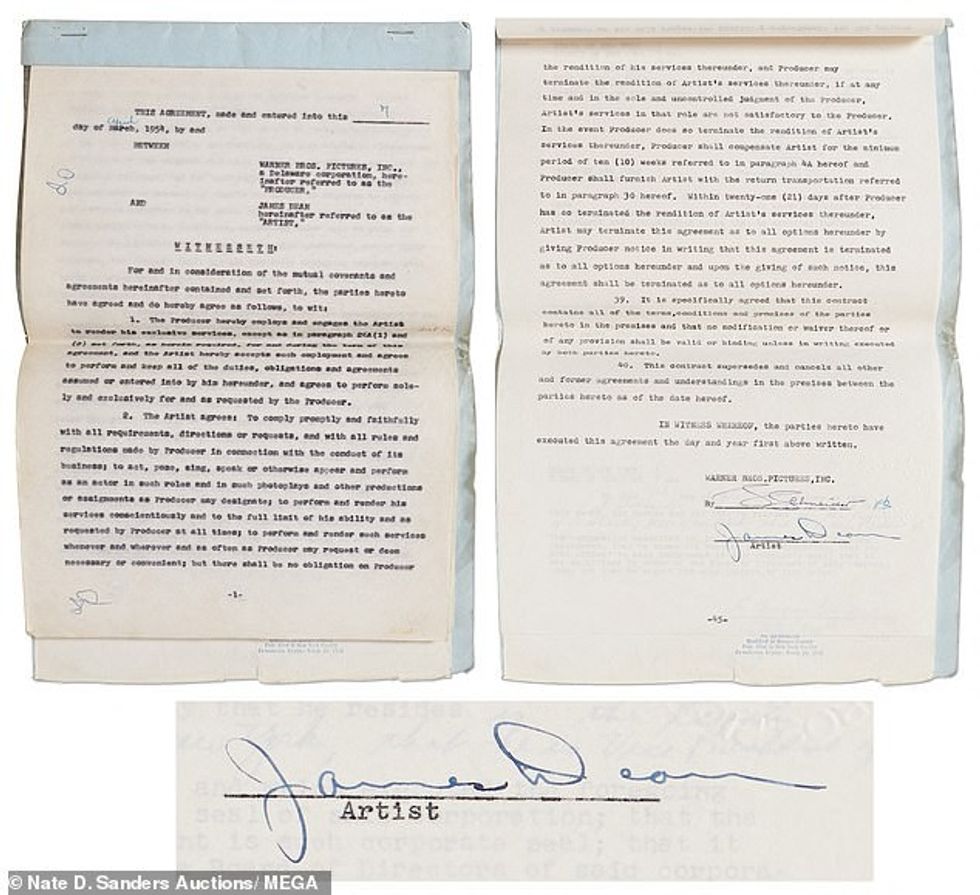 THIS AGREEMENT, made and entered into this 7
day of March, 1954, by and
April
BETWEEN
WARNER BROS. PICTURES, INC.,
a Delaware corporation, here-
inafter referred to as the
"PRODUCER,"
AND
JAMES DEAN
hereinafter referred to as the
"ARTIST,"
WITNESSETH:
For and in consideration of the mutual covenants and
agreements hereinafter contained and set forth, the parties hereto
have agreed and do hereby agree as follows, to wit:
1. The Producer hereby employs and engages the Artist
to render his exclusive services, except as in paragraph 24A(1) and
(2) set forth, as herein required, for and during the term of this
agreement, and the Artist hereby accepts such employment and agrees
to perform and keep all of the duties, obligations and agreements
assumed or entered into by him hereunder, and agrees to perform sole-
ly and exclusively for and as requested by the Producer.
2. The Artist agrees: To comply promptly and faithfully
with all requirements, directions or requests, and with all rules and
regulations made by Producer in connection with the conduct of its
business; to act, pose, sing, speak or otherwise appear and perform
as an actor in such roles and in such photoplays and other productions
or assignments as Producer may designate; to perform and render his
services conscientiously and to the full limit of his ability and as
requested by Producer at all times; to perform and render such services
whenever and wherever and as often as Producer may request or deem
necessary or convenient; but there shall be no obligation on Producer
-1-
the rendition of his services thereunder, and Producer may
terminate the rendition of Artist's services thereunder, if at any
time and in the sole and uncontrolled judgment of the Producer,
Artist's services in that role are not satisfactory to the Producer.
In the event Producer does so terminate the rendition of Artist's
services thereunder, Producer shall compensate Artist for the minimum
period of ten (10) weeks referred to in paragraph 4A hereof and
Producer shall furnish Artist with the return transportation referred
to in paragraph 30 hereof. Within twenty-one (21) days after Producer
has so terminated the rendition of Artist's services thereunder,
Artist may terminate this agreement as to all options hereunder by
giving Producer notice in writing that this agreement is terminated
as to all options hereunder and upon the giving of such notice, this
agreement shall be terminated as to all options hereunder.
39. It is specifically agreed that this contract
contains all of the terms,conditions and promises of the parties
hereto in the premises and that no modification or waiver thereof or
of any provision shall be valid or binding unless in writing executed
by both parties hereto.
40. This contract supersedes and cancels all other
and former agreements and understandings in the premises between the
parties hereto as of the date hereof.
IN WITNESS WHEREOF, the parties hereto have
executed this agreement the day and year first above written.
WARNER BROS.PICTURES,INC.
By
James Dean
Artist
-45-
James Dean
Artist
© Nate D. Sanders Auctions/ MEGA